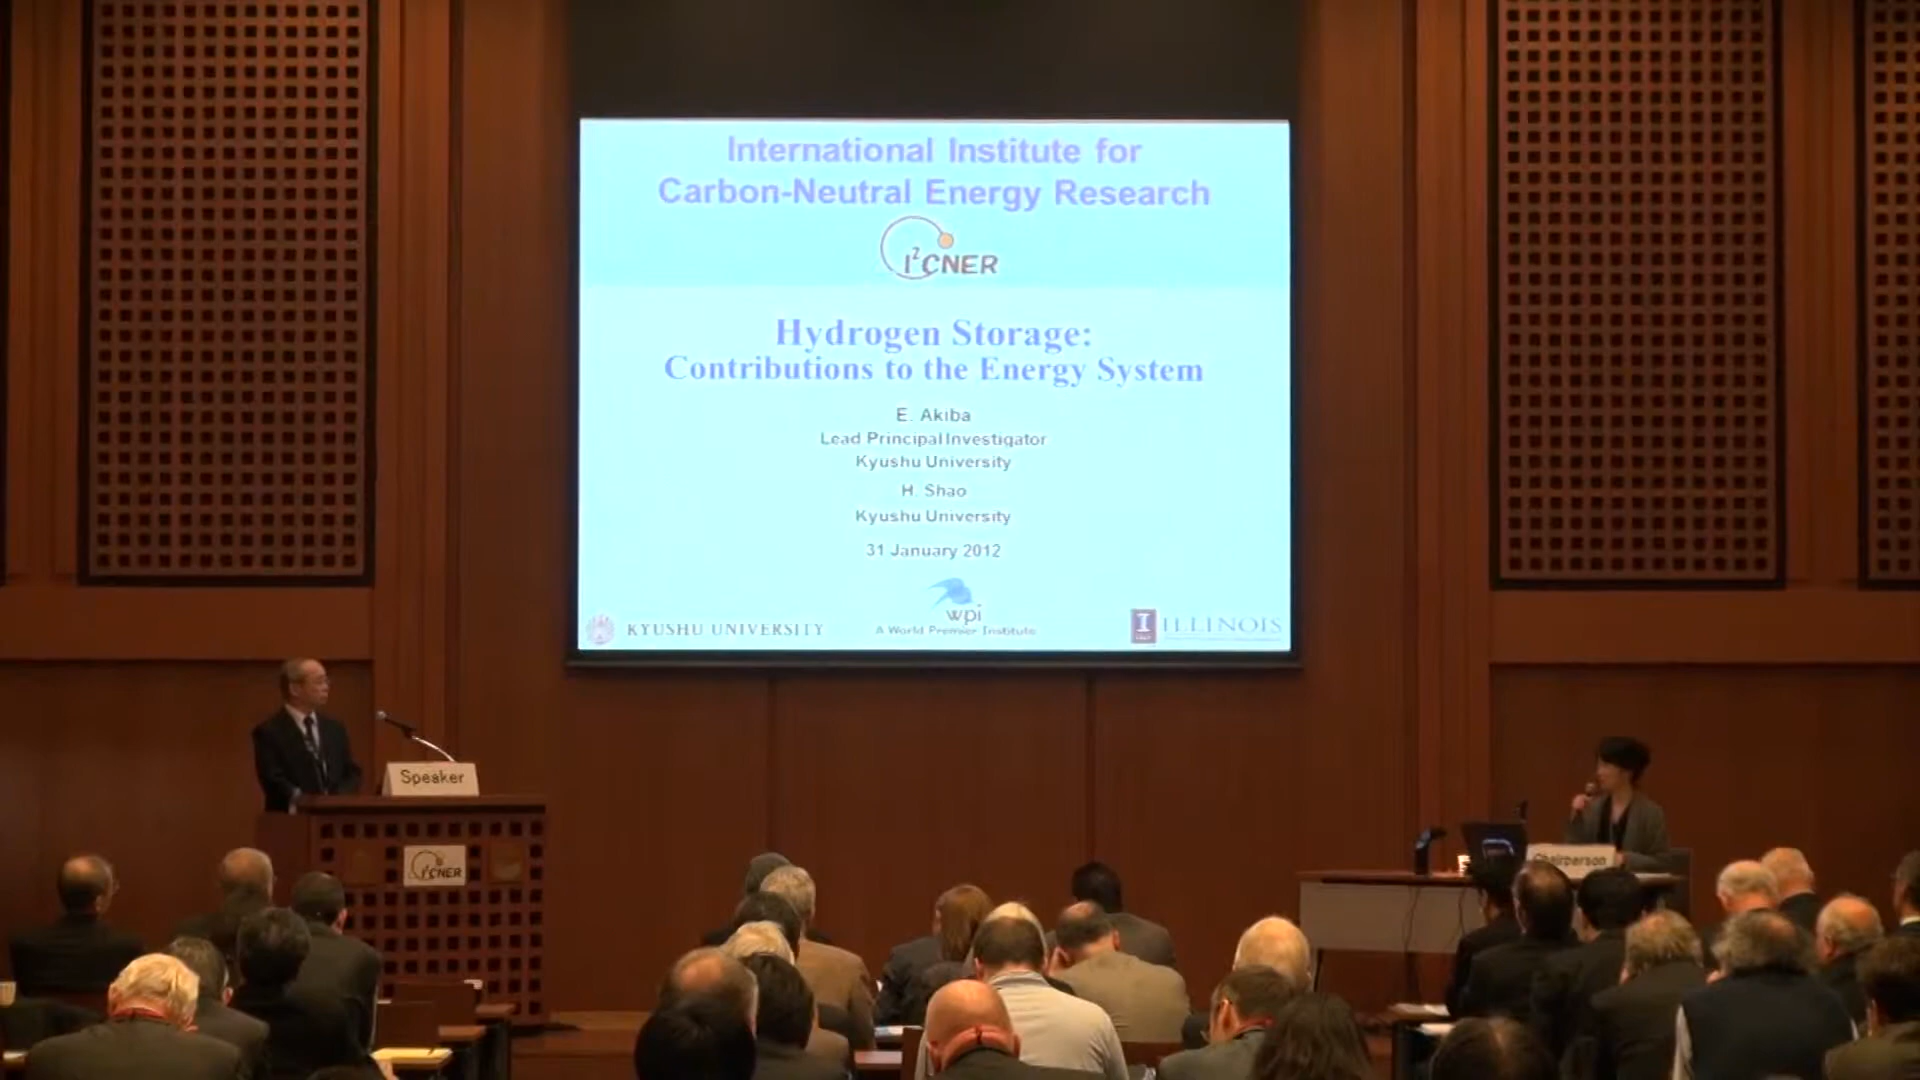 International Institute for
Carbon-Neutral Energy Research
I²CNER
Hydrogen Storage:
Contributions to the Energy System
E. Akiba
Lead Principal Investigator
Kyushu University
H. Shao
Kyushu University
31 January 2012
wpi
A World Premier Institute
KYUSHU UNIVERSITY
I ILLINOIS
Speaker
I²CNER
Chairperson